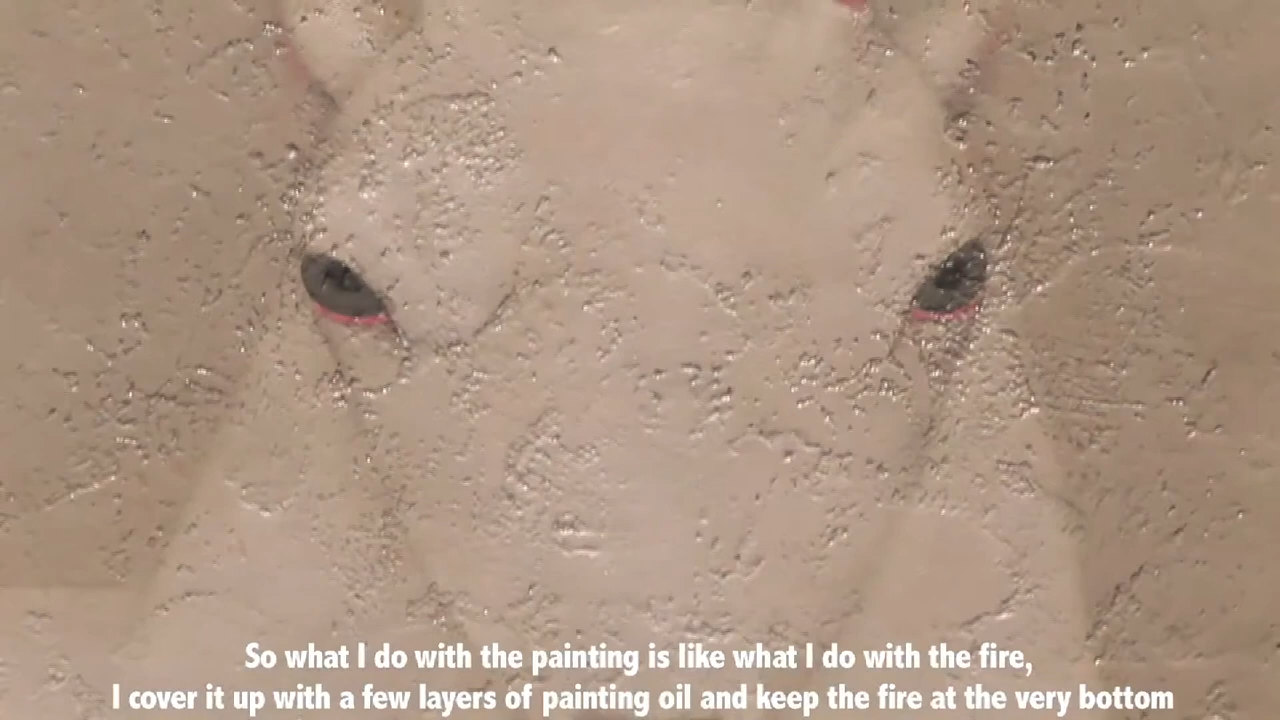 So what I do with the painting is like what I do with the fire,
I cover it up with a few layers of painting oil and keep the fire at the very bottom